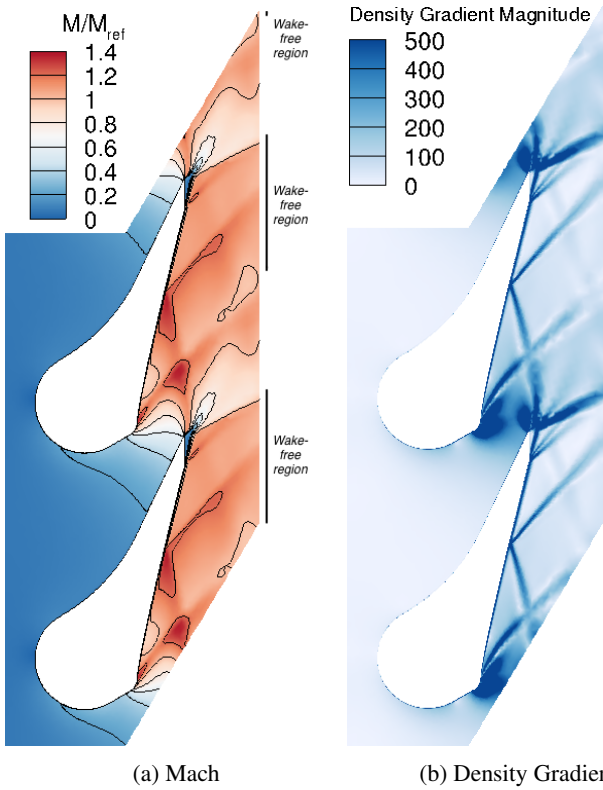 M/Mref
1.4
1.2
1
0.8
0.6
0.4
0.2
0
Wake-
free
region
Wake-
free
region
Wake-
free
region
(a) Mach
Density Gradient Magnitude
500
400
300
200
100
0
(b) Density Gradien